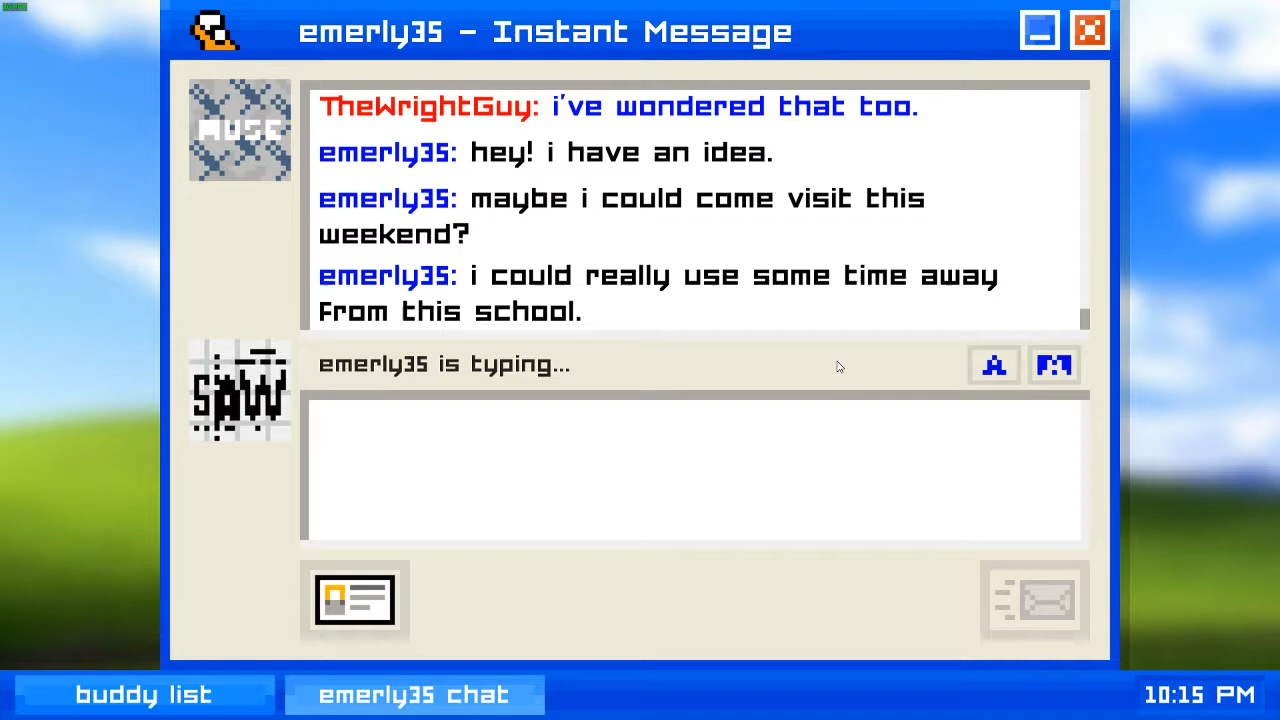 emerly35 - Instant Message
TheWrightGuy: i've wondered that too.
emerly35: hey! i have an idea.
emerly35: maybe i could come visit this
weekend?
emerly35: i could really use some time away
from this school.
MUSE
SAW
emerly35 is typing...
A
buddy list
emerly35 chat
10:15 PM